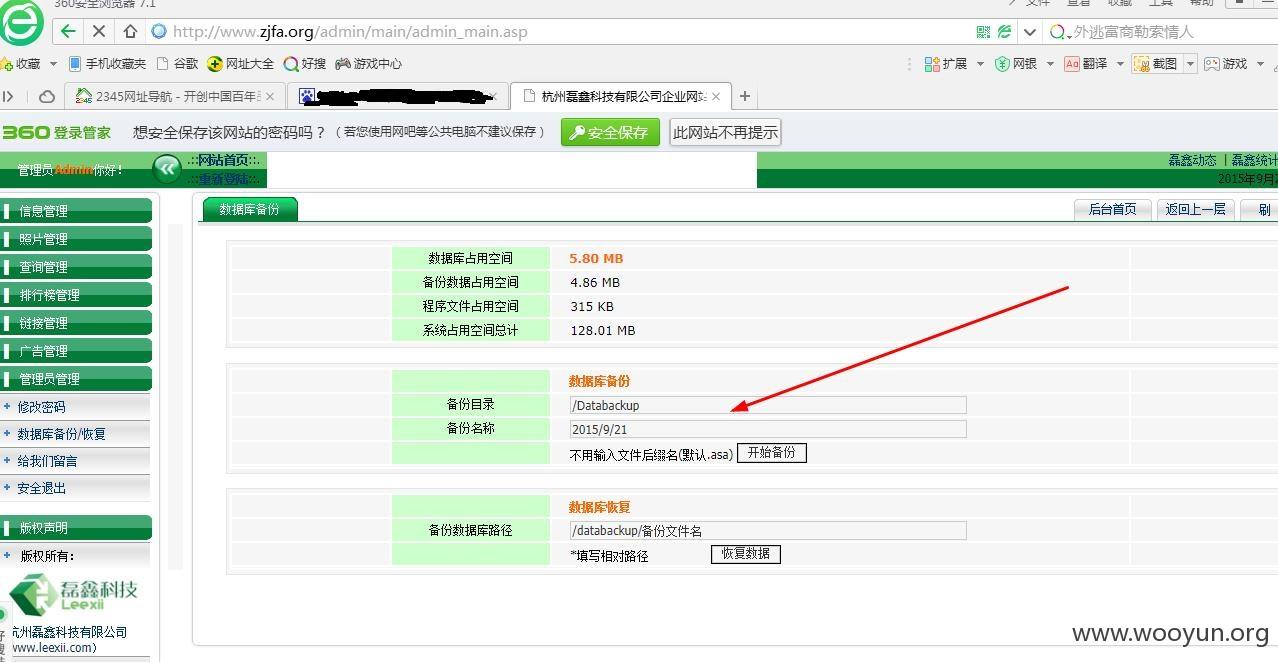 360安全浏览器 7.1
文件 查看 收藏 工具 帮助
http://www.zjfa.org/admin/main/admin_main.asp
外逃富商勒索情人
收藏 手机收藏夹 谷歌 网址大全 好搜 游戏中心
扩展 网银 翻译 截图 游戏
2345网址导航 - 开创中国百年
杭州磊鑫科技有限公司企业网站
360登录管家 想安全保存该网站的密码吗？（若您使用网吧等公共电脑不建议保存） 安全保存 此网站不再提示
管理员Admin你好！
.::网站首页::.
.::重新登陆::.
磊鑫动态 | 磊鑫统计
2015年9月2
信息管理
照片管理
查询管理
排行榜管理
链接管理
广告管理
管理员管理
+ 修改密码
+ 数据库备份/恢复
+ 给我们留言
+ 安全退出
版权声明
+ 版权所有：
磊鑫科技
Leexii
杭州磊鑫科技有限公司
ww.leexii.com)
数据库备份
后台首页 返回上一层 刷
数据库占用空间 5.80 MB
备份数据占用空间 4.86 MB
程序文件占用空间 315 KB
系统占用空间总计 128.01 MB
数据库备份
备份目录 /Databackup
备份名称 2015/9/21
不用输入文件后缀名(默认.asa) 开始备份
数据库恢复
备份数据库路径 /databackup/备份文件名
*填写相对路径 恢复数据
www.wooyun.org